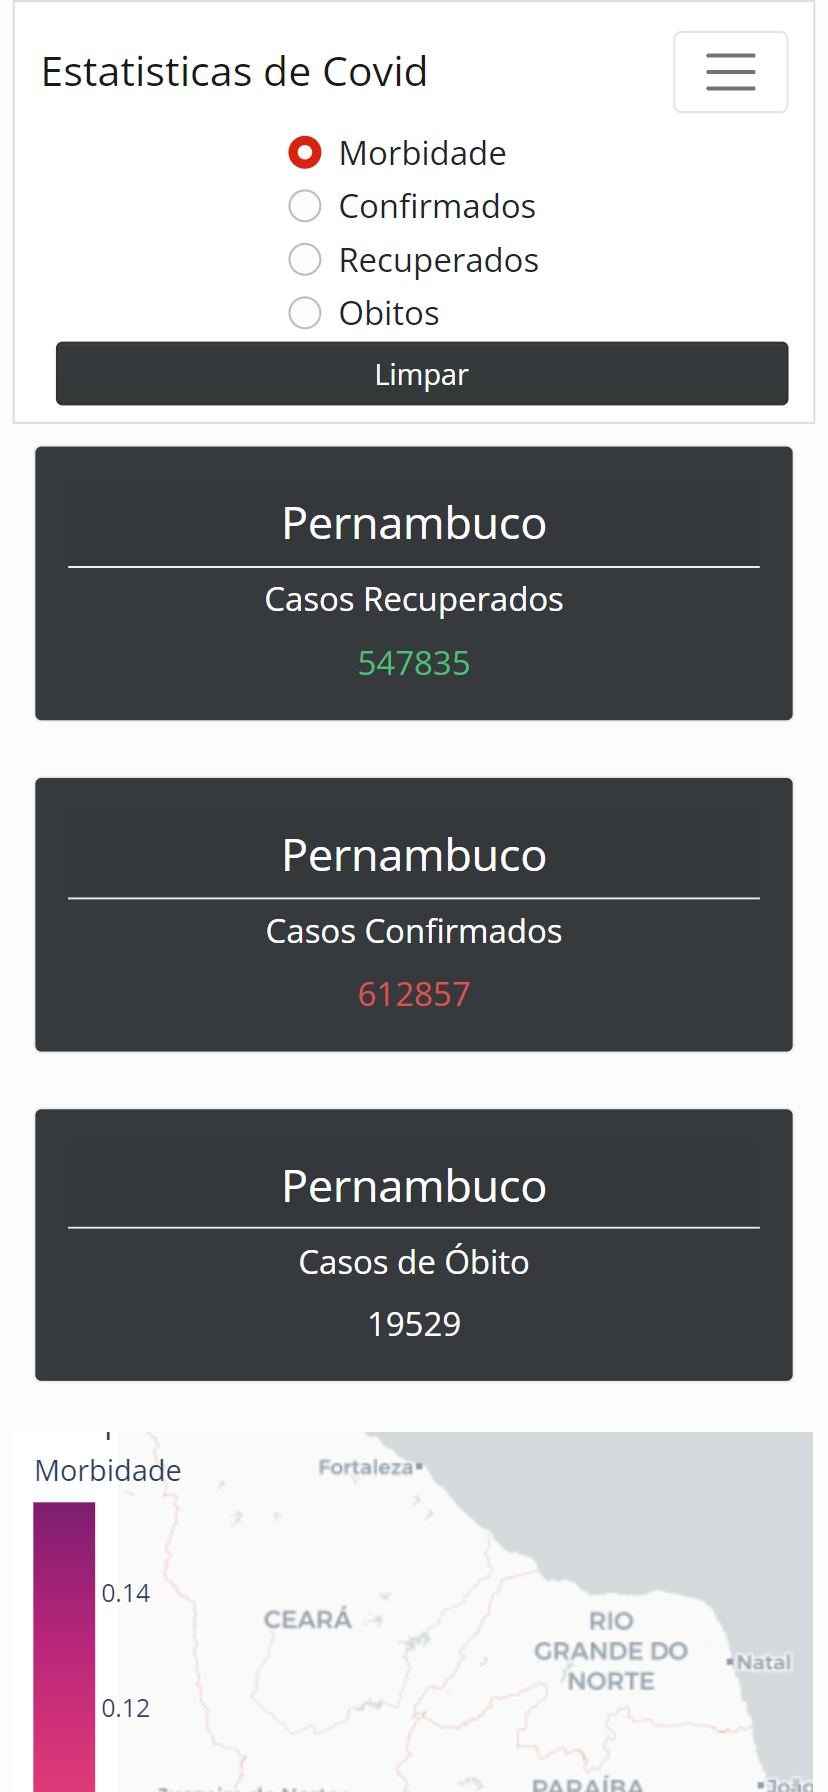 Estatisticas de Covid
Morbidade
Confirmados
Recuperados
Obitos
Limpar
Pernambuco
Casos Recuperados
547835
Pernambuco
Casos Confirmados
612857
Pernambuco
Casos de Óbito
19529
Morbidade
Fortaleza
0.14
CEARÁ
RIO
GRANDE DO
NORTE
Natal
0.12
PARAÍBA